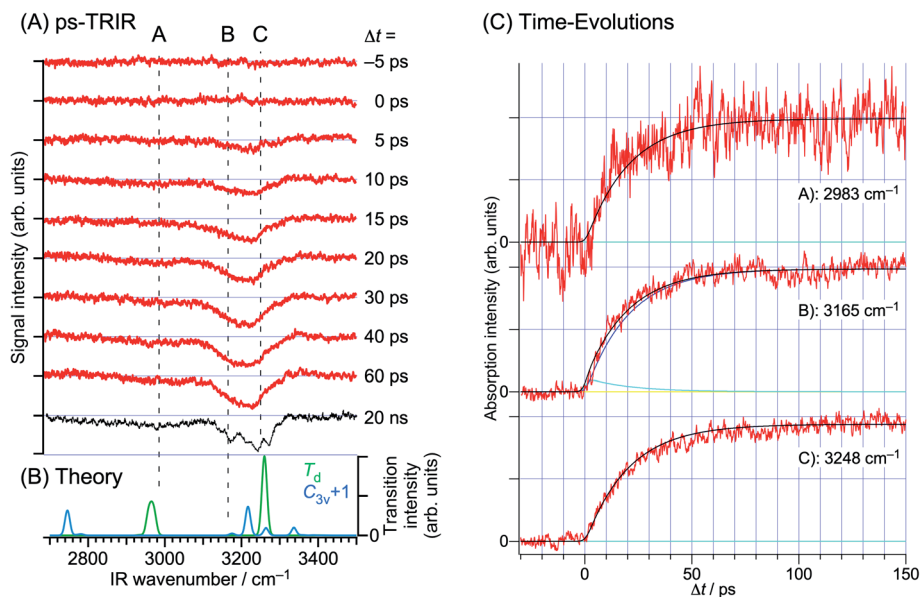 (A) ps-TRIR
A
B
C
Δt =
–5 ps
0 ps
5 ps
10 ps
15 ps
20 ps
30 ps
40 ps
60 ps
20 ns
Signal intensity (arb. units)
(B) Theory
Td
C3v+1
Transition
intensity
(arb. units)
0
2800
3000
3200
3400
IR wavenumber / cm⁻¹
(C) Time-Evolutions
Absorption intensity (arb. units)
A): 2983 cm⁻¹
0
B): 3165 cm⁻¹
0
C): 3248 cm⁻¹
0
0
50
100
150
Δt / ps